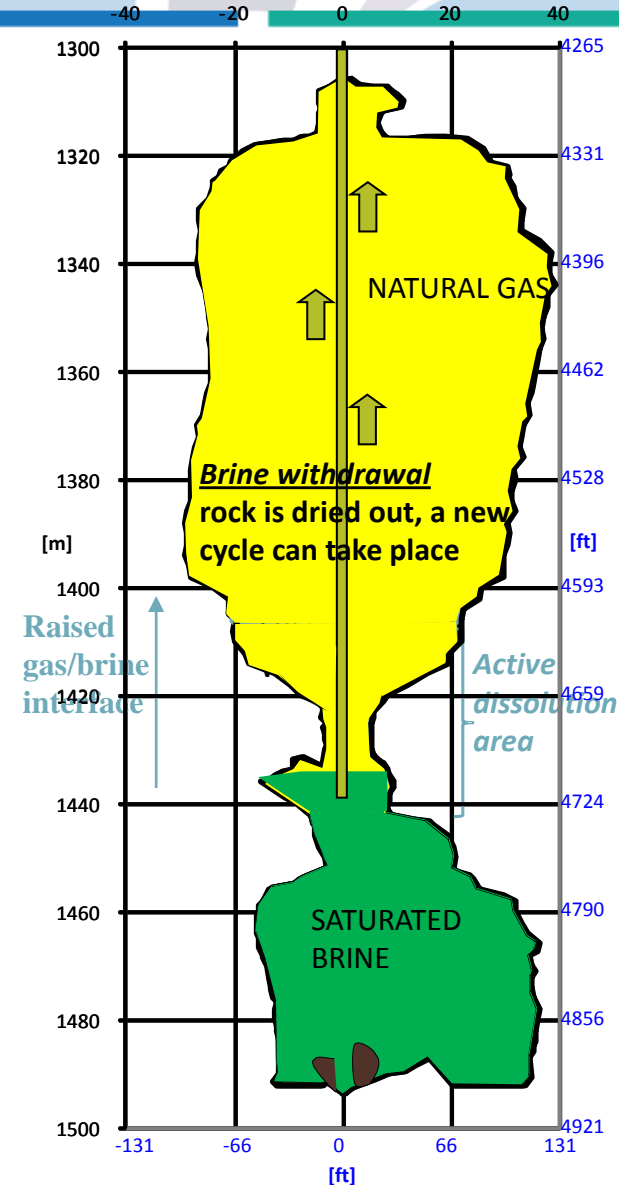 -40 -20 0 20 40
1300 4265
1320 4331
1340 4396
NATURAL GAS
1360 4462
Brine withdrawal
1380 4528
rock is dried out, a new
cycle can take place
[m] [ft]
1400 4593
Raised
gas/brine
interface
Active
dissolution
area
1420 4659
1440 4724
SATURATED
BRINE
1460 4790
1480 4856
1500 4921
-131 -66 0 66 131
[ft]